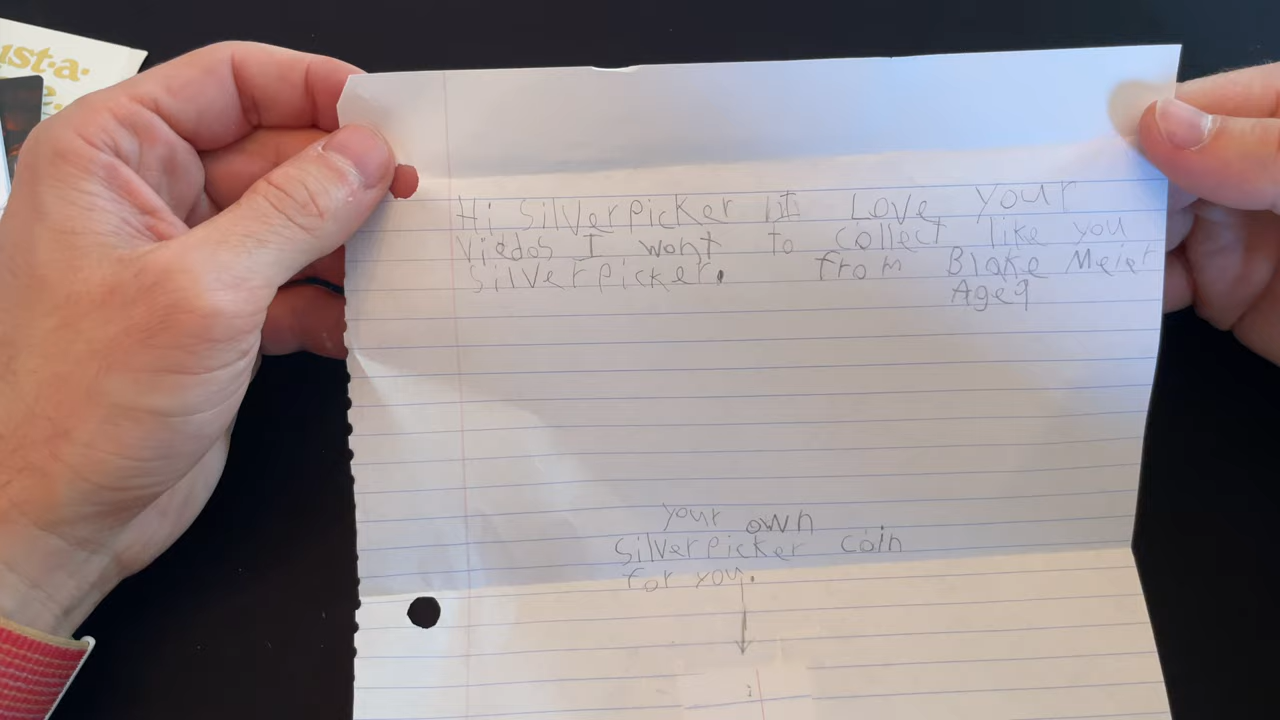 ust.a.
e.
Hi SilverPicker I I Love your
Viedos I wont to collect like you
SilverPicker. from Blake Meier
Age 9
your own
SilverPicker coin
for you.